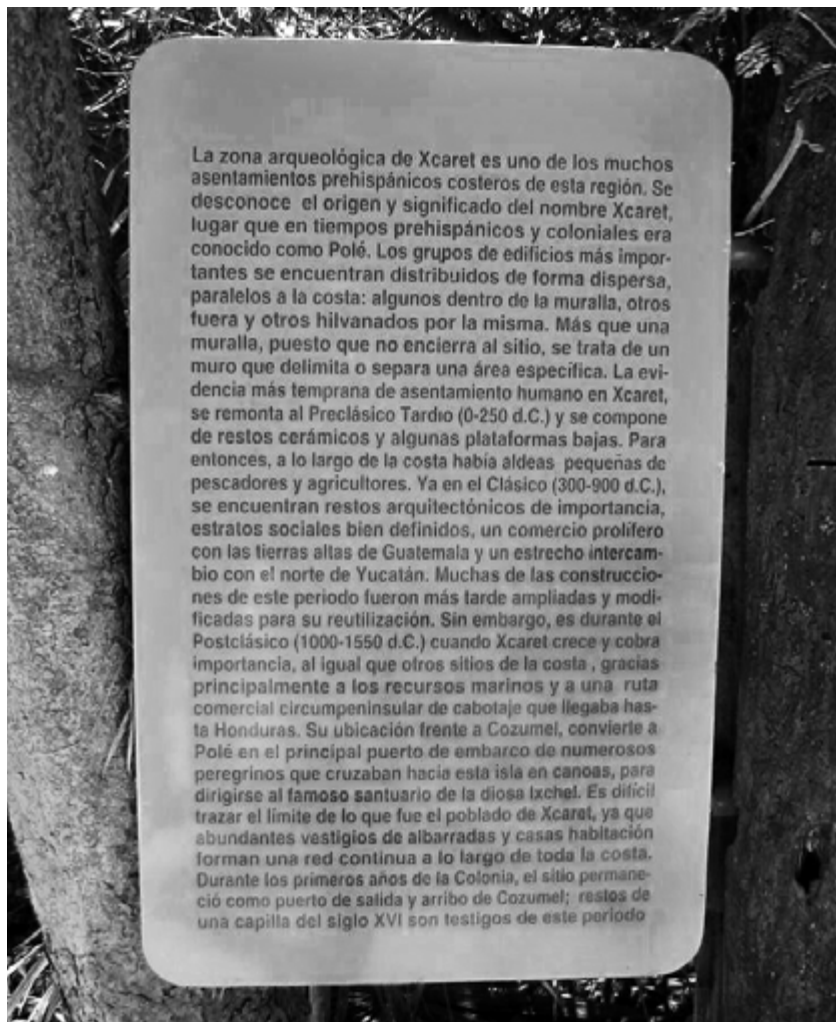 La zona arqueológica de Xcaret es uno de los muchos
asentamientos prehispánicos costeros de esta región. Se
desconoce el origen y significado del nombre Xcaret,
lugar que en tiempos prehispánicos y coloniales era
conocido como Polé. Los grupos de edificios más impor-
tantes se encuentran distribuidos de forma dispersa,
paralelos a la costa: algunos dentro de la muralla, otros
fuera y otros hilvanados por la misma. Más que una
muralla, puesto que no encierra al sitio, se trata de un
muro que delimita o separa una área específica. La evi-
dencia más temprana de asentamiento humano en Xcaret,
se remonta al Preclásico Tardio (0-250 d.C.) y se compone
de restos cerámicos y algunas plataformas bajas. Para
entonces, a lo largo de la costa había aldeas pequeñas de
pescadores y agricultores. Ya en el Clásico (300-900 d.C.),
se encuentran restos arquitectónicos de importancia,
estratos sociales bien definidos, un comercio prolífero
con las tierras altas de Guatemala y un estrecho intercam-
bio con el norte de Yucatán. Muchas de las construccio-
nes de este periodo fueron más tarde ampliadas y modi-
ficadas para su reutilización. Sin embargo, es durante el
Postclásico (1000-1550 d.C.) cuando Xcaret crece y cobra
importancia, al igual que otros sitios de la costa , gracias
principalmente a los recursos marinos y a una ruta
comercial circumpeninsular de cabotaje que llegaba has-
ta Honduras. Su ubicación frente a Cozumel, convierte a
Polé en el principal puerto de embarco de numerosos
peregrinos que cruzaban hacia esta isla en canoas, para
dirigirse al famoso santuario de la diosa Ixchel. Es difícil
trazar el límite de lo que fue el poblado de Xcaret, ya que
abundantes vestigios de albarradas y casas habitación
forman una red continua a lo largo de toda la costa.
Durante los primeros años de la Colonia, el sitio permane-
ció como puerto de salida y arribo de Cozumel; restos de
una capilla del siglo XVI son testigos de este periodo